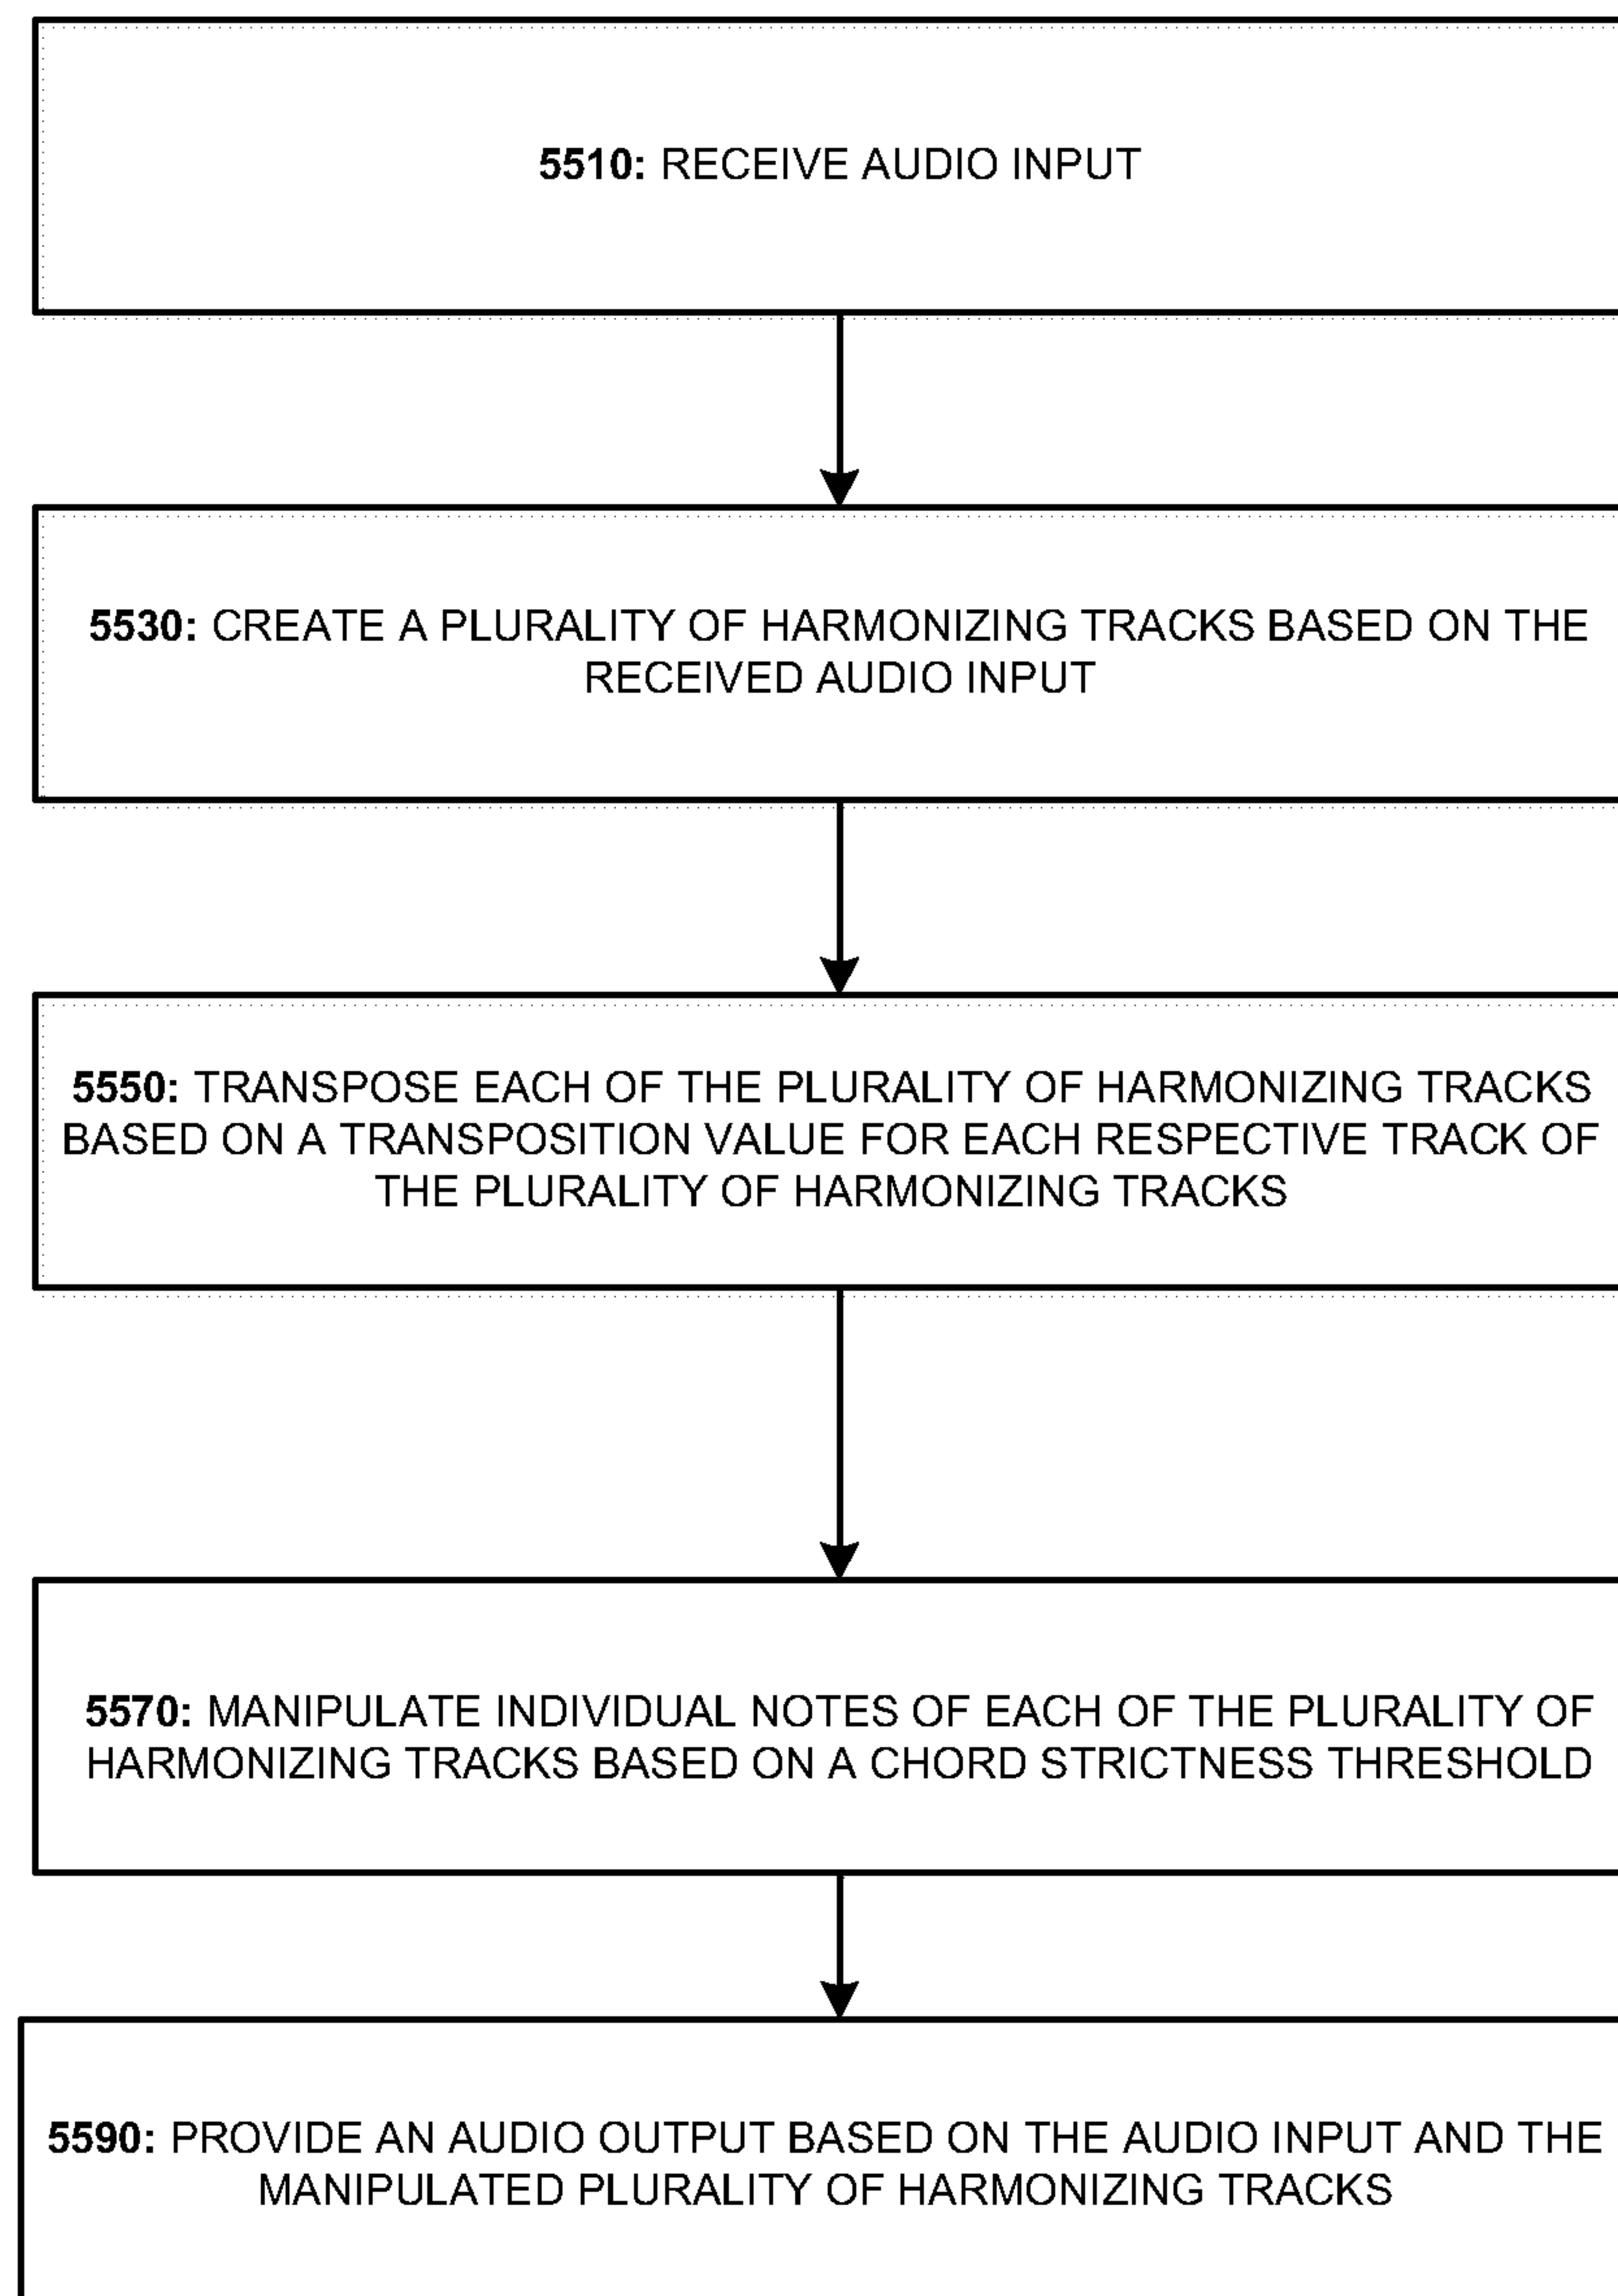 5510: RECEIVE AUDIO INPUT
5530: CREATE A PLURALITY OF HARMONIZING TRACKS BASED ON THE
RECEIVED AUDIO INPUT
5550: TRANSPOSE EACH OF THE PLURALITY OF HARMONIZING TRACKS
BASED ON A TRANSPOSITION VALUE FOR EACH RESPECTIVE TRACK OF
THE PLURALITY OF HARMONIZING TRACKS
5570: MANIPULATE INDIVIDUAL NOTES OF EACH OF THE PLURALITY OF
HARMONIZING TRACKS BASED ON A CHORD STRICTNESS THRESHOLD
5590: PROVIDE AN AUDIO OUTPUT BASED ON THE AUDIO INPUT AND THE
MANIPULATED PLURALITY OF HARMONIZING TRACKS